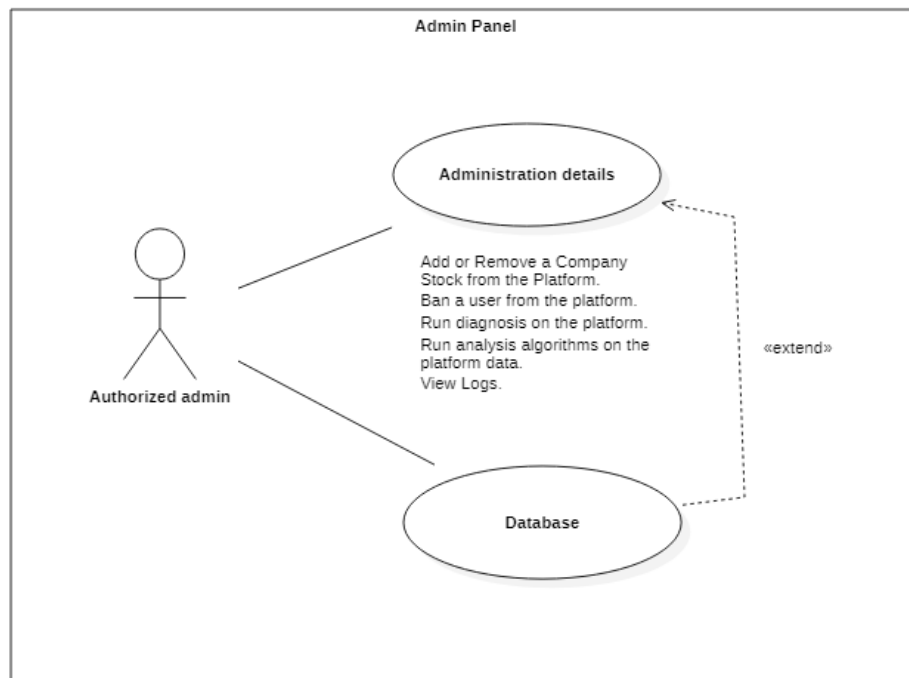 Admin Panel
Administration details
Add or Remove a Company
Stock from the Platform.
Ban a user from the platform.
Run diagnosis on the platform.
Run analysis algorithms on the
platform data.
View Logs.
«extend»
Authorized admin
Database